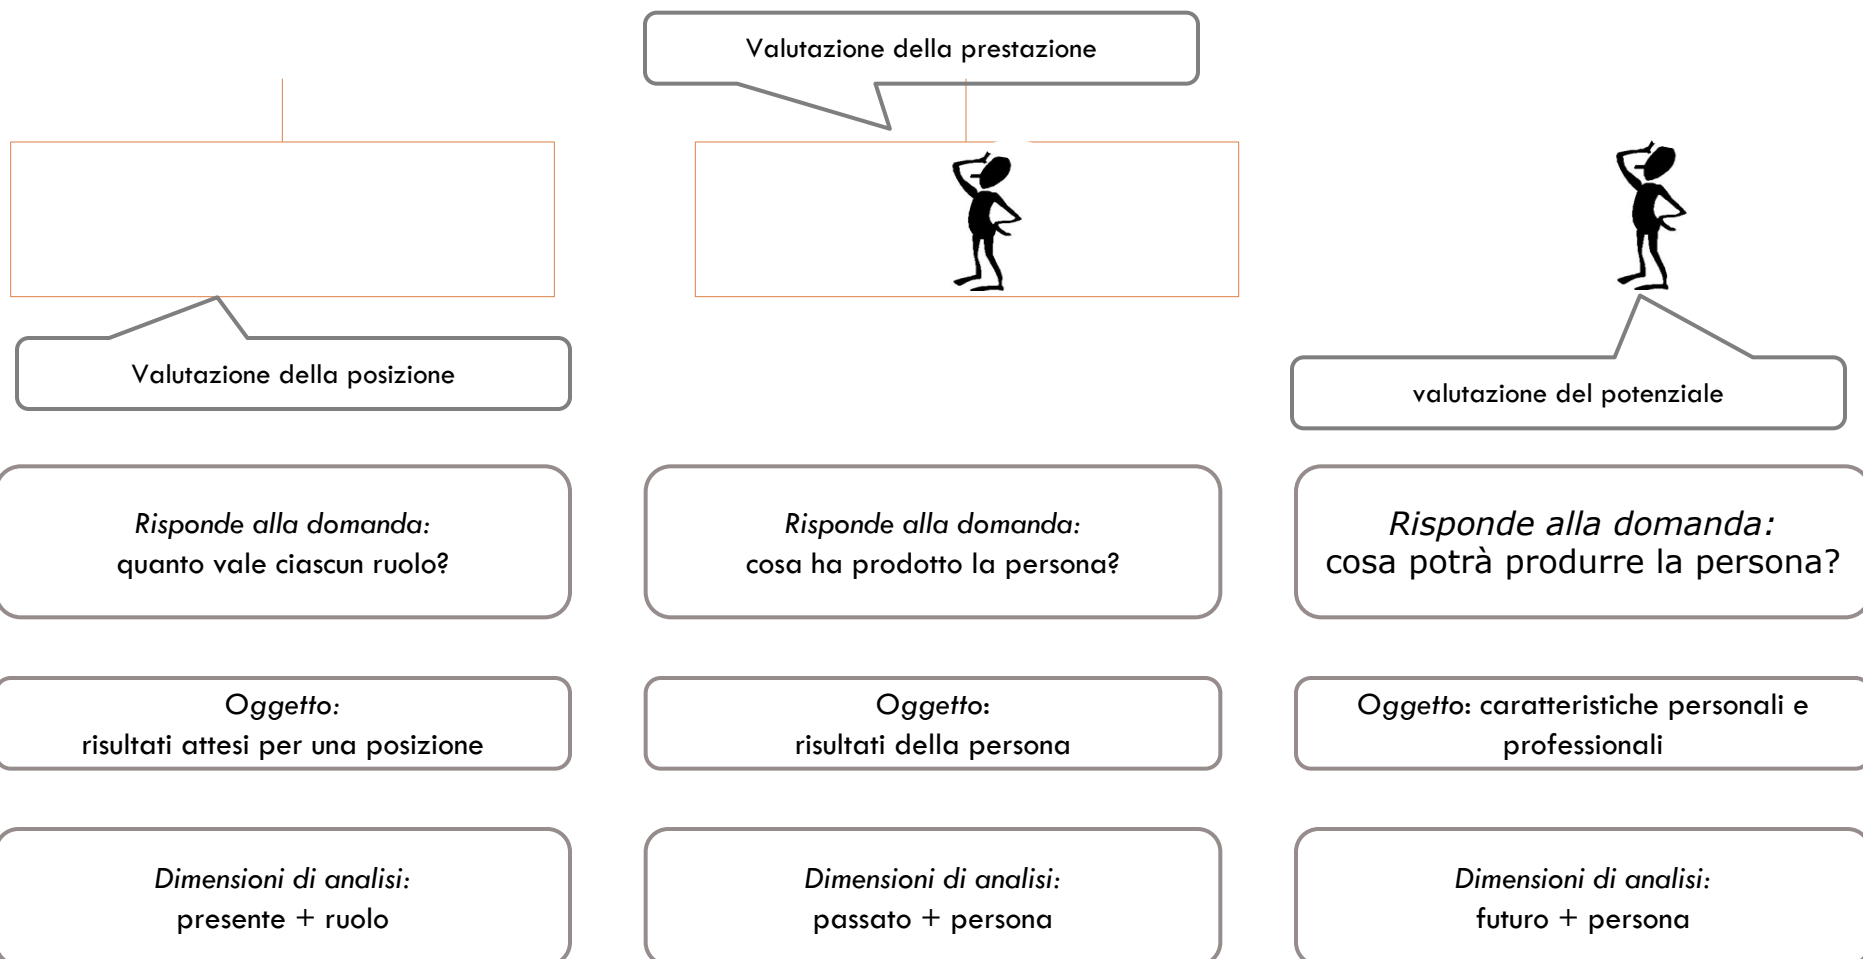 Valutazione della prestazione
Valutazione della posizione
valutazione del potenziale
Risponde alla domanda:
quanto vale ciascun ruolo?
Risponde alla domanda:
cosa ha prodotto la persona?
Risponde alla domanda:
cosa potrà produrre la persona?
Oggetto:
risultati attesi per una posizione
Oggetto:
risultati della persona
Oggetto: caratteristiche personali e
professionali
Dimensioni di analisi:
presente + ruolo
Dimensioni di analisi:
passato + persona
Dimensioni di analisi:
futuro + persona